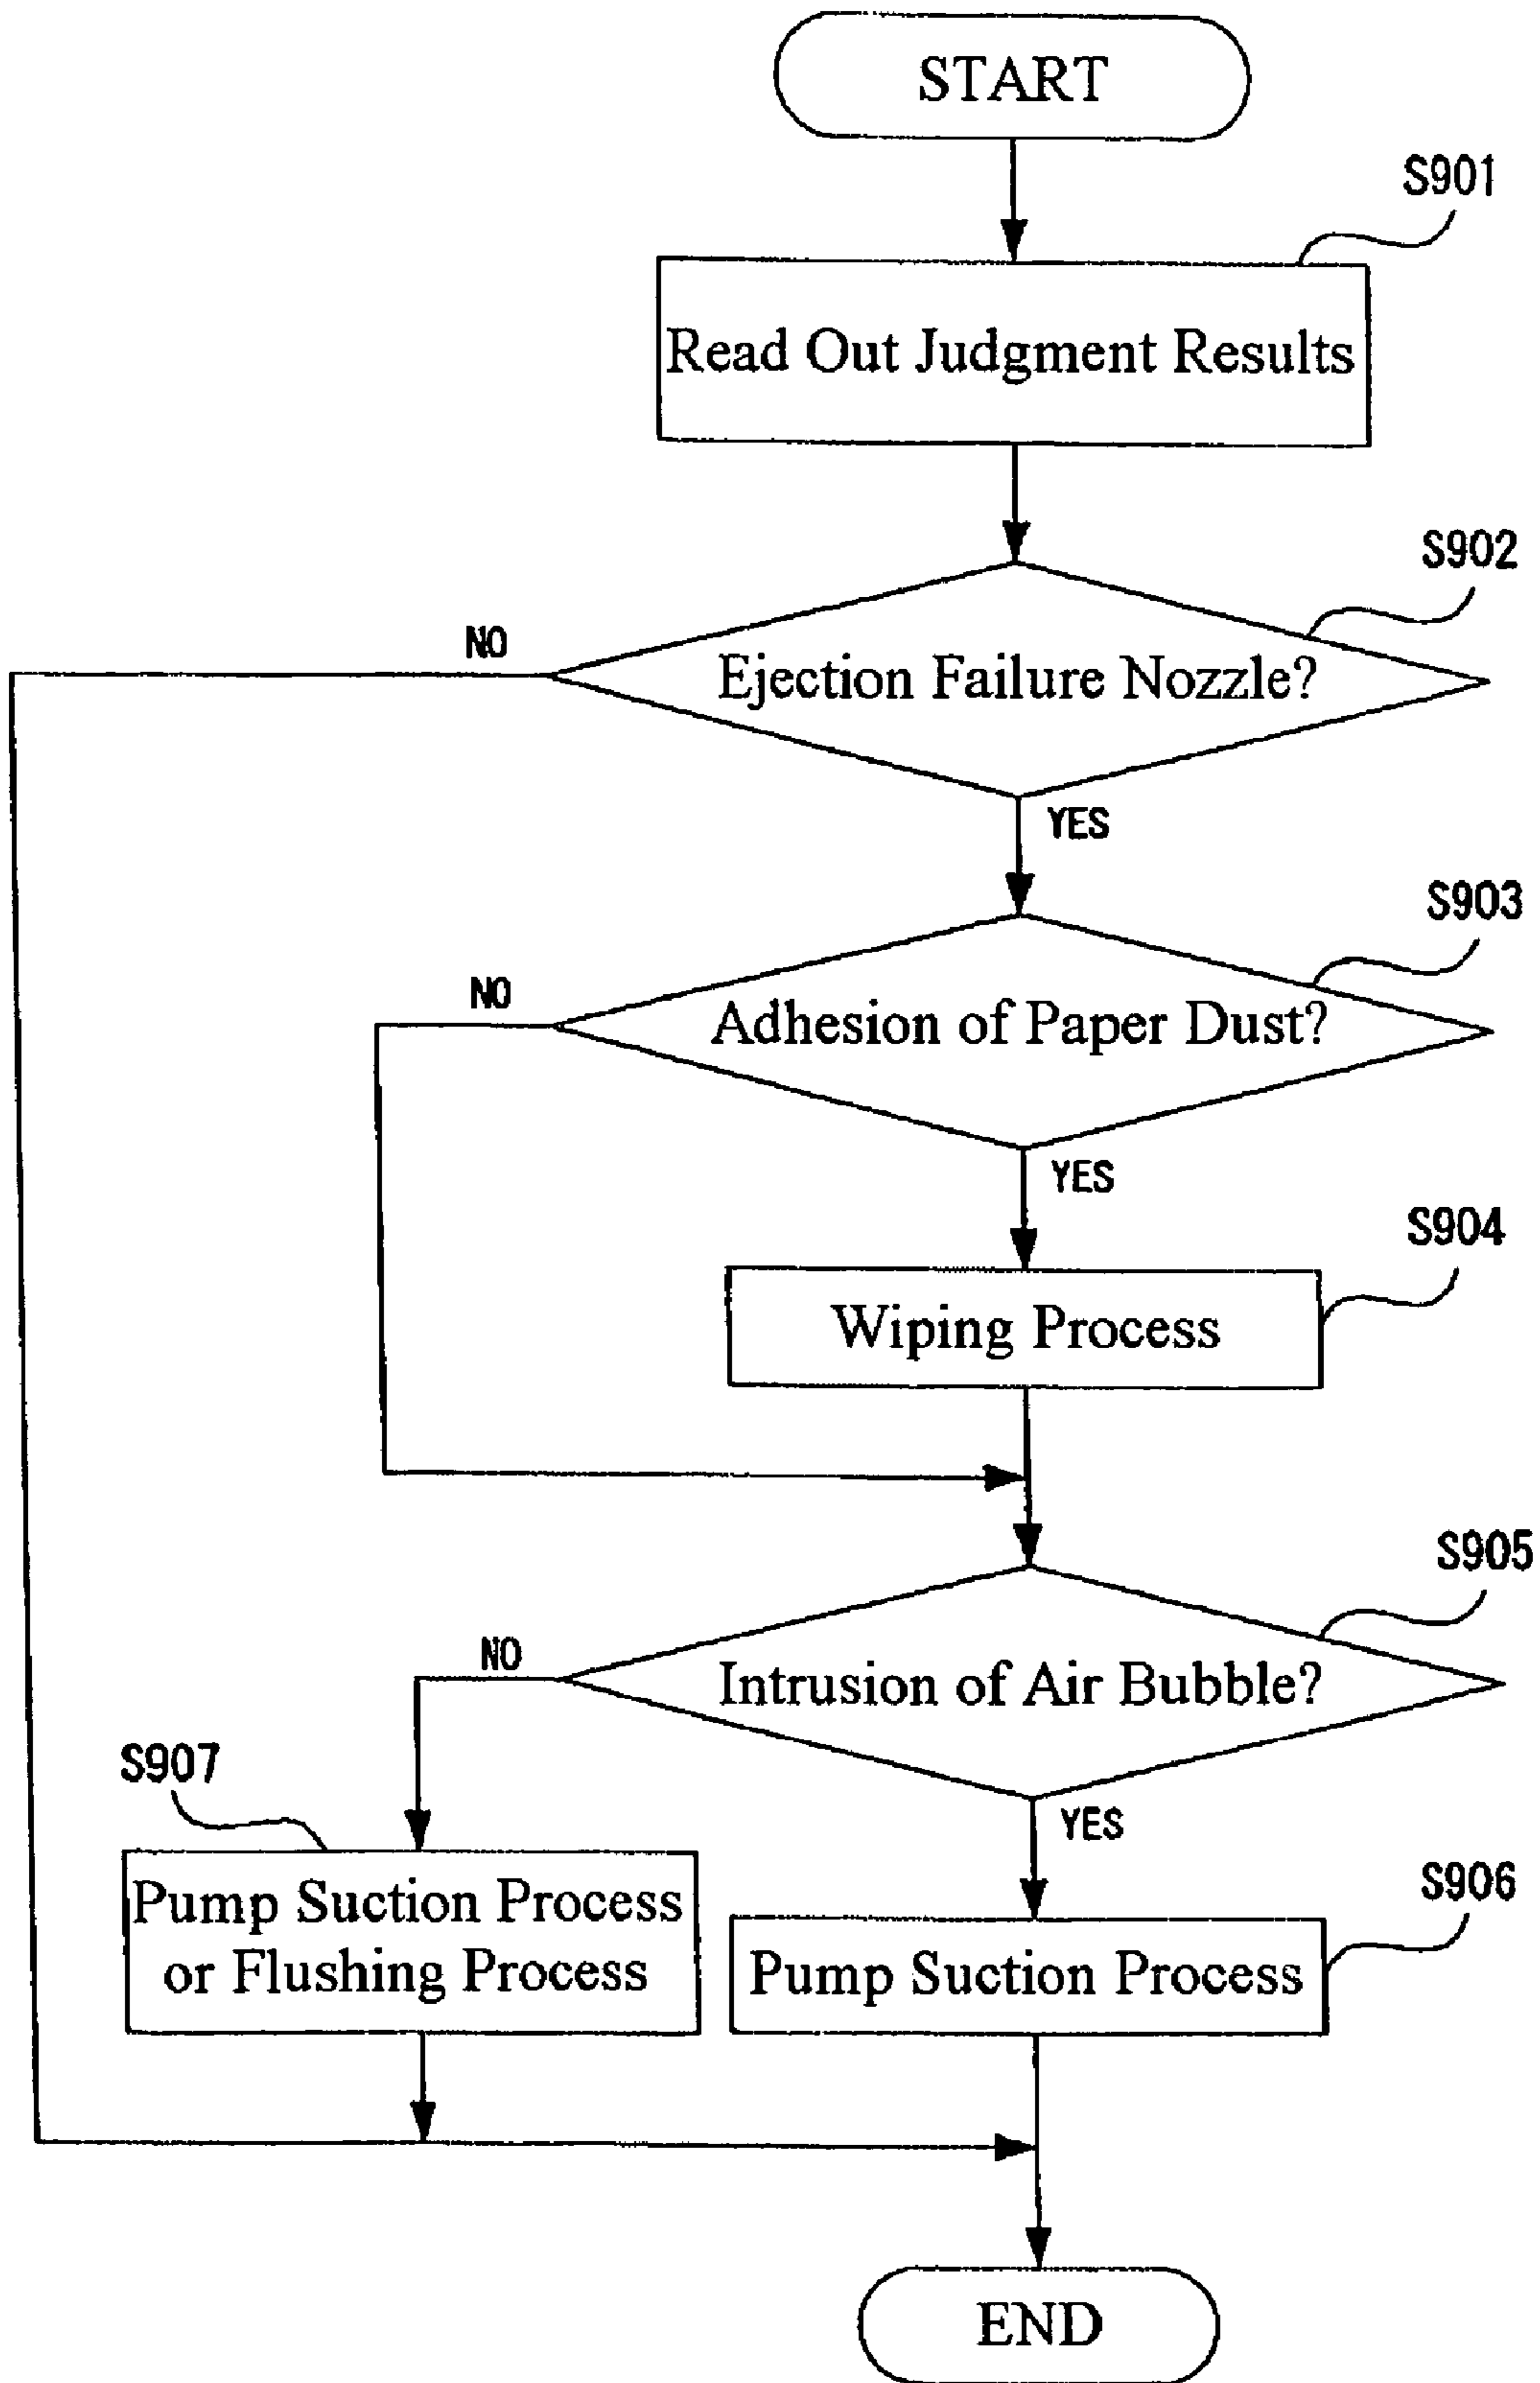 START
S901
Read Out Judgment Results
S902
NO
Ejection Failure Nozzle?
YES
S903
NO
Adhesion of Paper Dust?
YES
S904
Wiping Process
S905
NO
Intrusion of Air Bubble?
S907
YES
Pump Suction Process
or Flushing Process
S906
Pump Suction Process
END